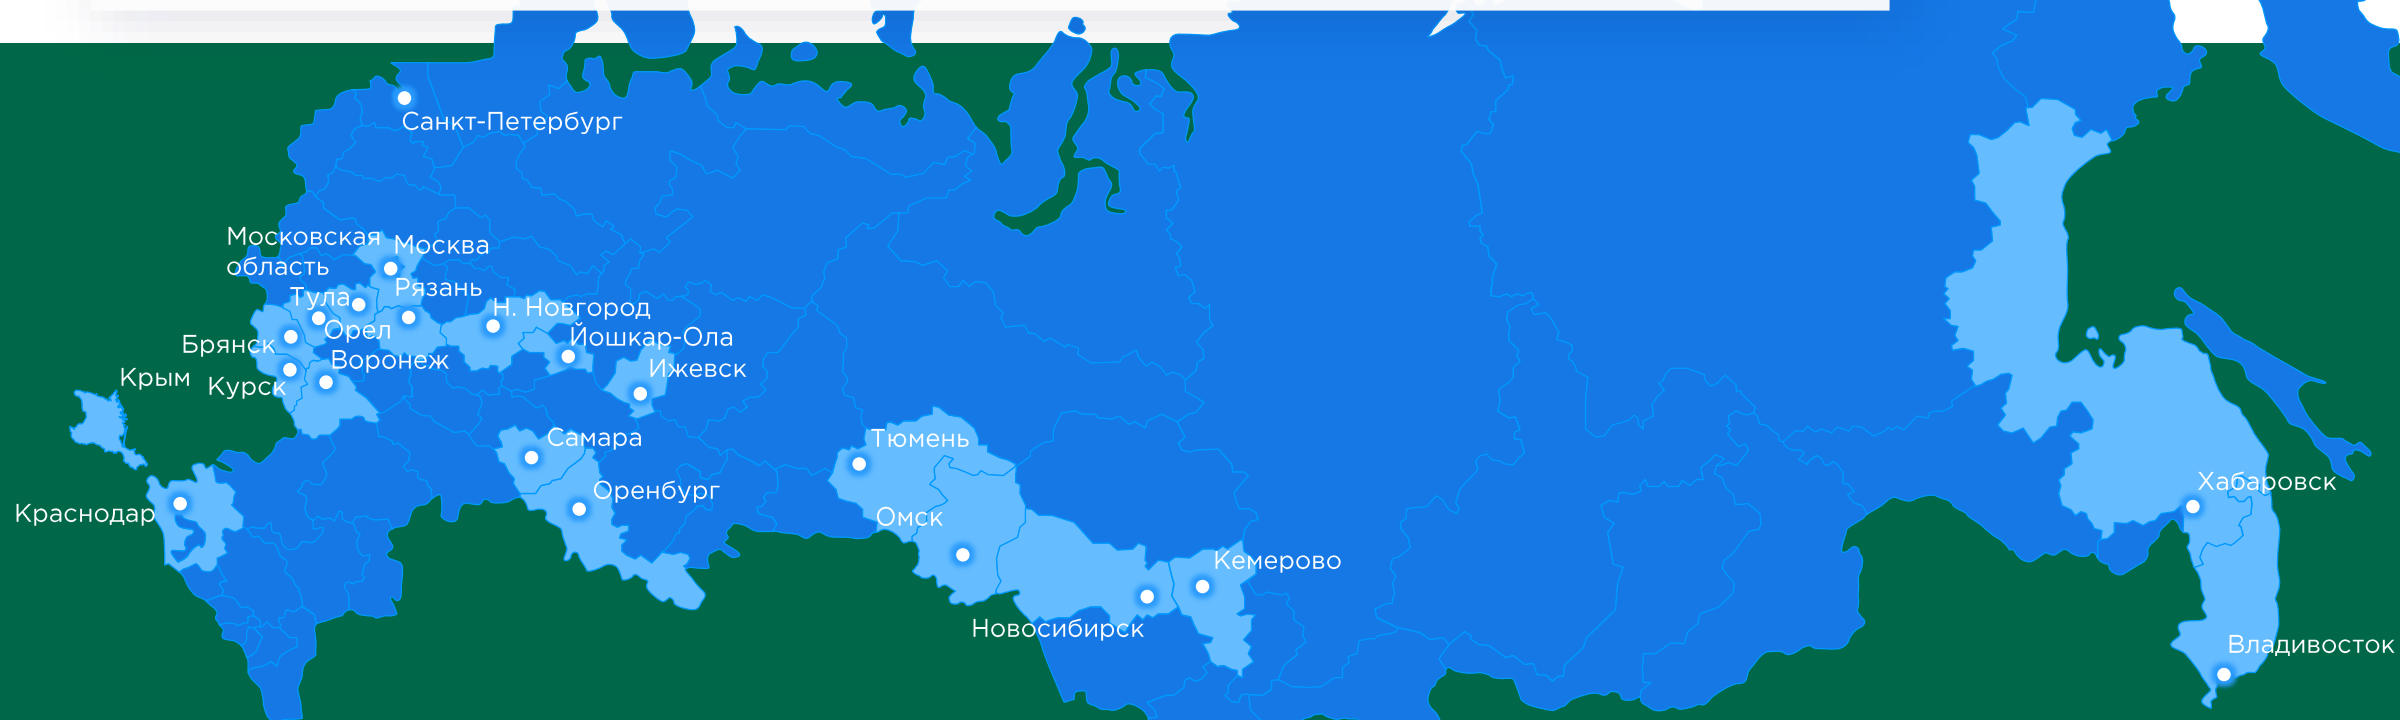 Санкт-Петербург
Московская
область
Москва
Рязань
Тула
Н. Новгород
Орел
Йошкар-Ола
Брянск
Воронеж
Ижевск
Крым
Курск
Самара
Тюмень
Оренбург
Хабаровск
Краснодар
Омск
Кемерово
Новосибирск
Владивосток